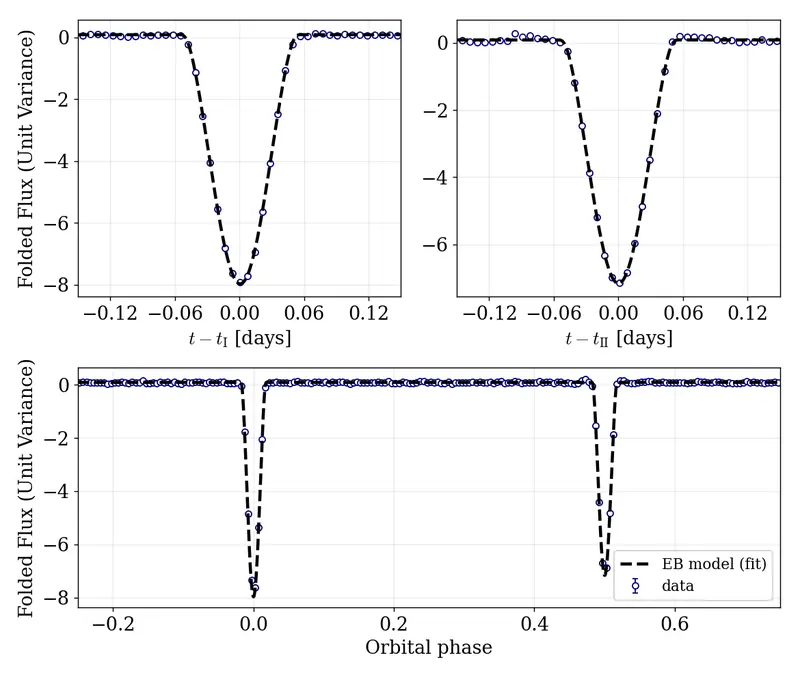 Folded Flux (Unit Variance)
0
−2
−4
−6
−8
−0.12 −0.06 0.00 0.06 0.12
t − t_I [days]
0
−2
−4
−6
−0.12 −0.06 0.00 0.06 0.12
t − t_II [days]
Folded Flux (Unit Variance)
0
−2
−4
−6
−8
EB model (fit)
data
−0.2 0.0 0.2 0.4 0.6
Orbital phase